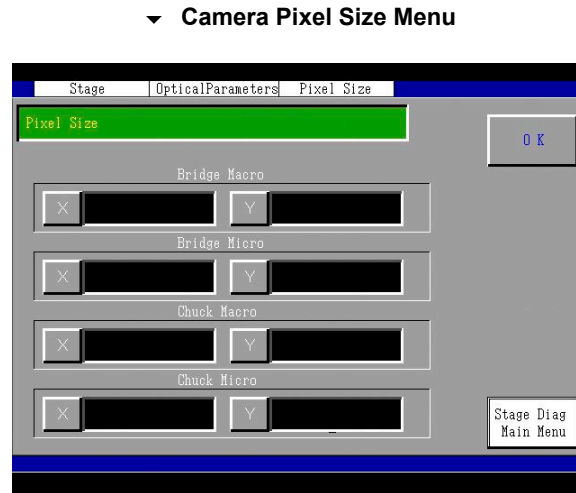 Camera Pixel Size Menu
Stage OpticalParameters Pixel Size
Pixel Size
O K
Bridge Macro
X Y
Bridge Micro
X Y
Chuck Macro
X Y
Chuck Micro
X Y
Stage Diag
Main Menu